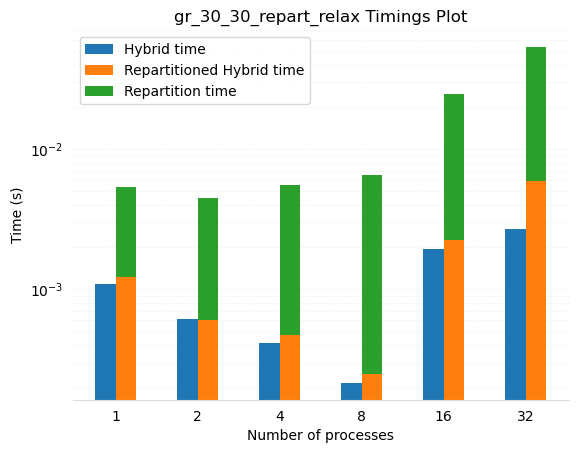 gr_30_30_repart_relax Timings Plot
Hybrid time
Repartitioned Hybrid time
Repartition time
Time (s)
10⁻²
10⁻³
1 2 4 8 16 32
Number of processes